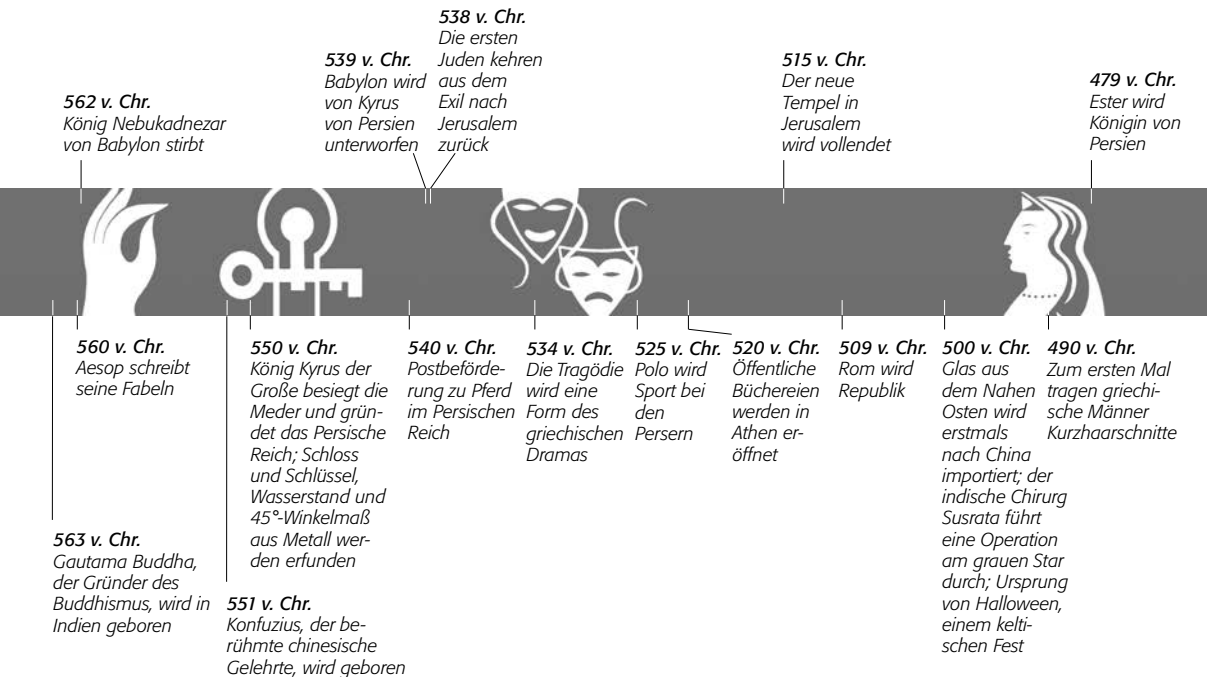 562 v. Chr.
König Nebukadnezar
von Babylon stirbt
539 v. Chr.
Babylon wird
von Kyrus
von Persien
unterworfen
538 v. Chr.
Die ersten
Juden kehren
aus dem
Exil nach
Jerusalem
zurück
515 v. Chr.
Der neue
Tempel in
Jerusalem
wird vollendet
479 v. Chr.
Ester wird
Königin von
Persien
563 v. Chr.
Gautama Buddha,
der Gründer des
Buddhismus, wird in
Indien geboren
560 v. Chr.
Aesop schreibt
seine Fabeln
551 v. Chr.
Konfuzius, der be-
rühmte chinesische
Gelehrte, wird geboren
550 v. Chr.
König Kyrus der
Große besiegt die
Meder und grün-
det das Persische
Reich; Schloss
und Schlüssel,
Wasserstand und
45°-Winkelmaß
aus Metall wer-
den erfunden
540 v. Chr.
Postbeförde-
rung zu Pferd
im Persischen
Reich
534 v. Chr.
Die Tragödie
wird eine
Form des
griechischen
Dramas
525 v. Chr.
Polo wird
Sport bei
den
Persern
520 v. Chr.
Öffentliche
Büchereien
werden in
Athen er-
öffnet
509 v. Chr.
Rom wird
Republik
500 v. Chr.
Glas aus
dem Nahen
Osten wird
erstmals
nach China
importiert; der
indische Chirurg
Susrata führt
eine Operation
am grauen Star
durch; Ursprung
von Halloween,
einem kelti-
schen Fest
490 v. Chr.
Zum ersten Mal
tragen griechi-
sche Männer
Kurzhaarschnitte